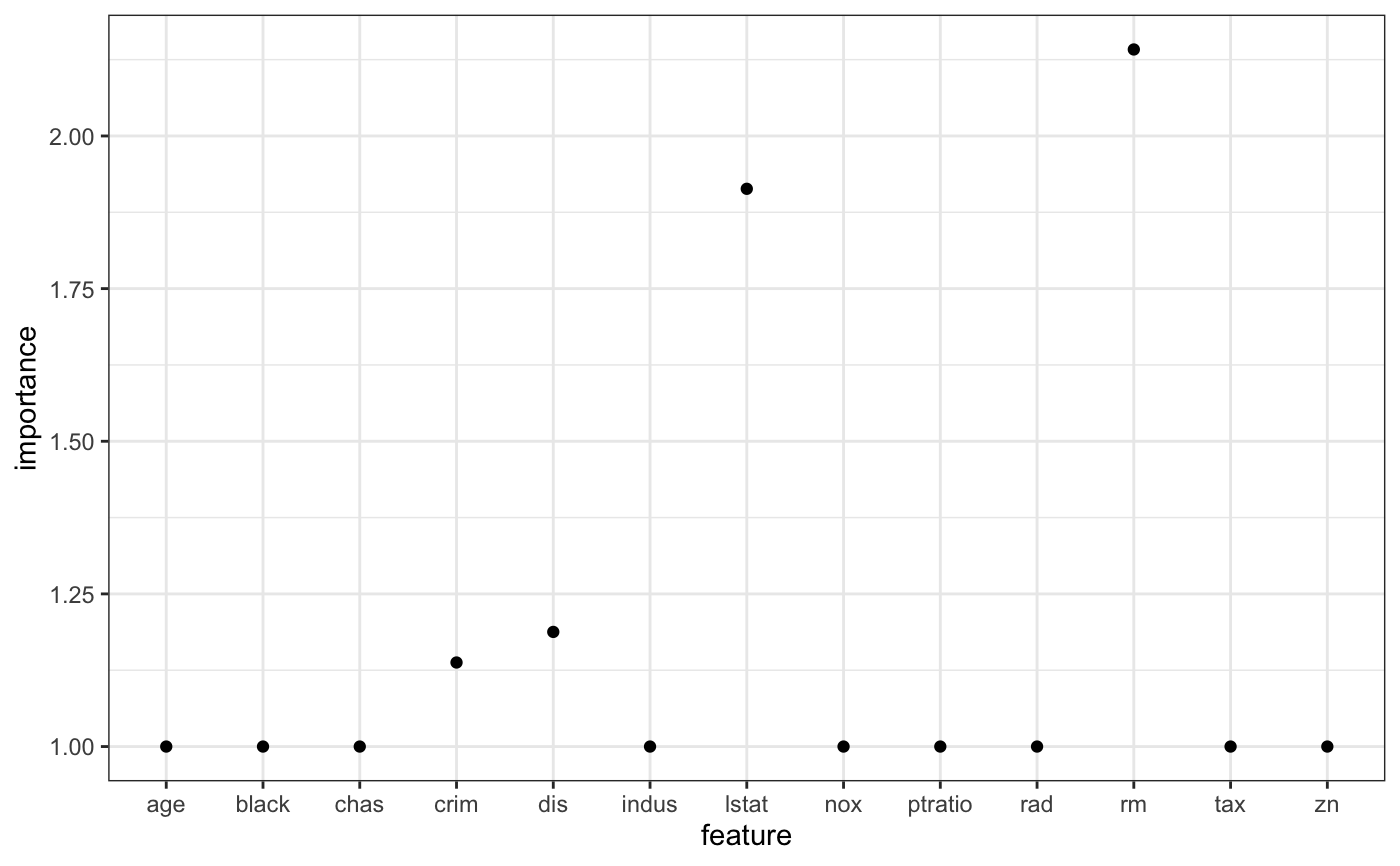 importance
2.00
1.75
1.50
1.25
1.00
age black chas crim dis indus lstat nox ptratio rad rm tax zn
feature